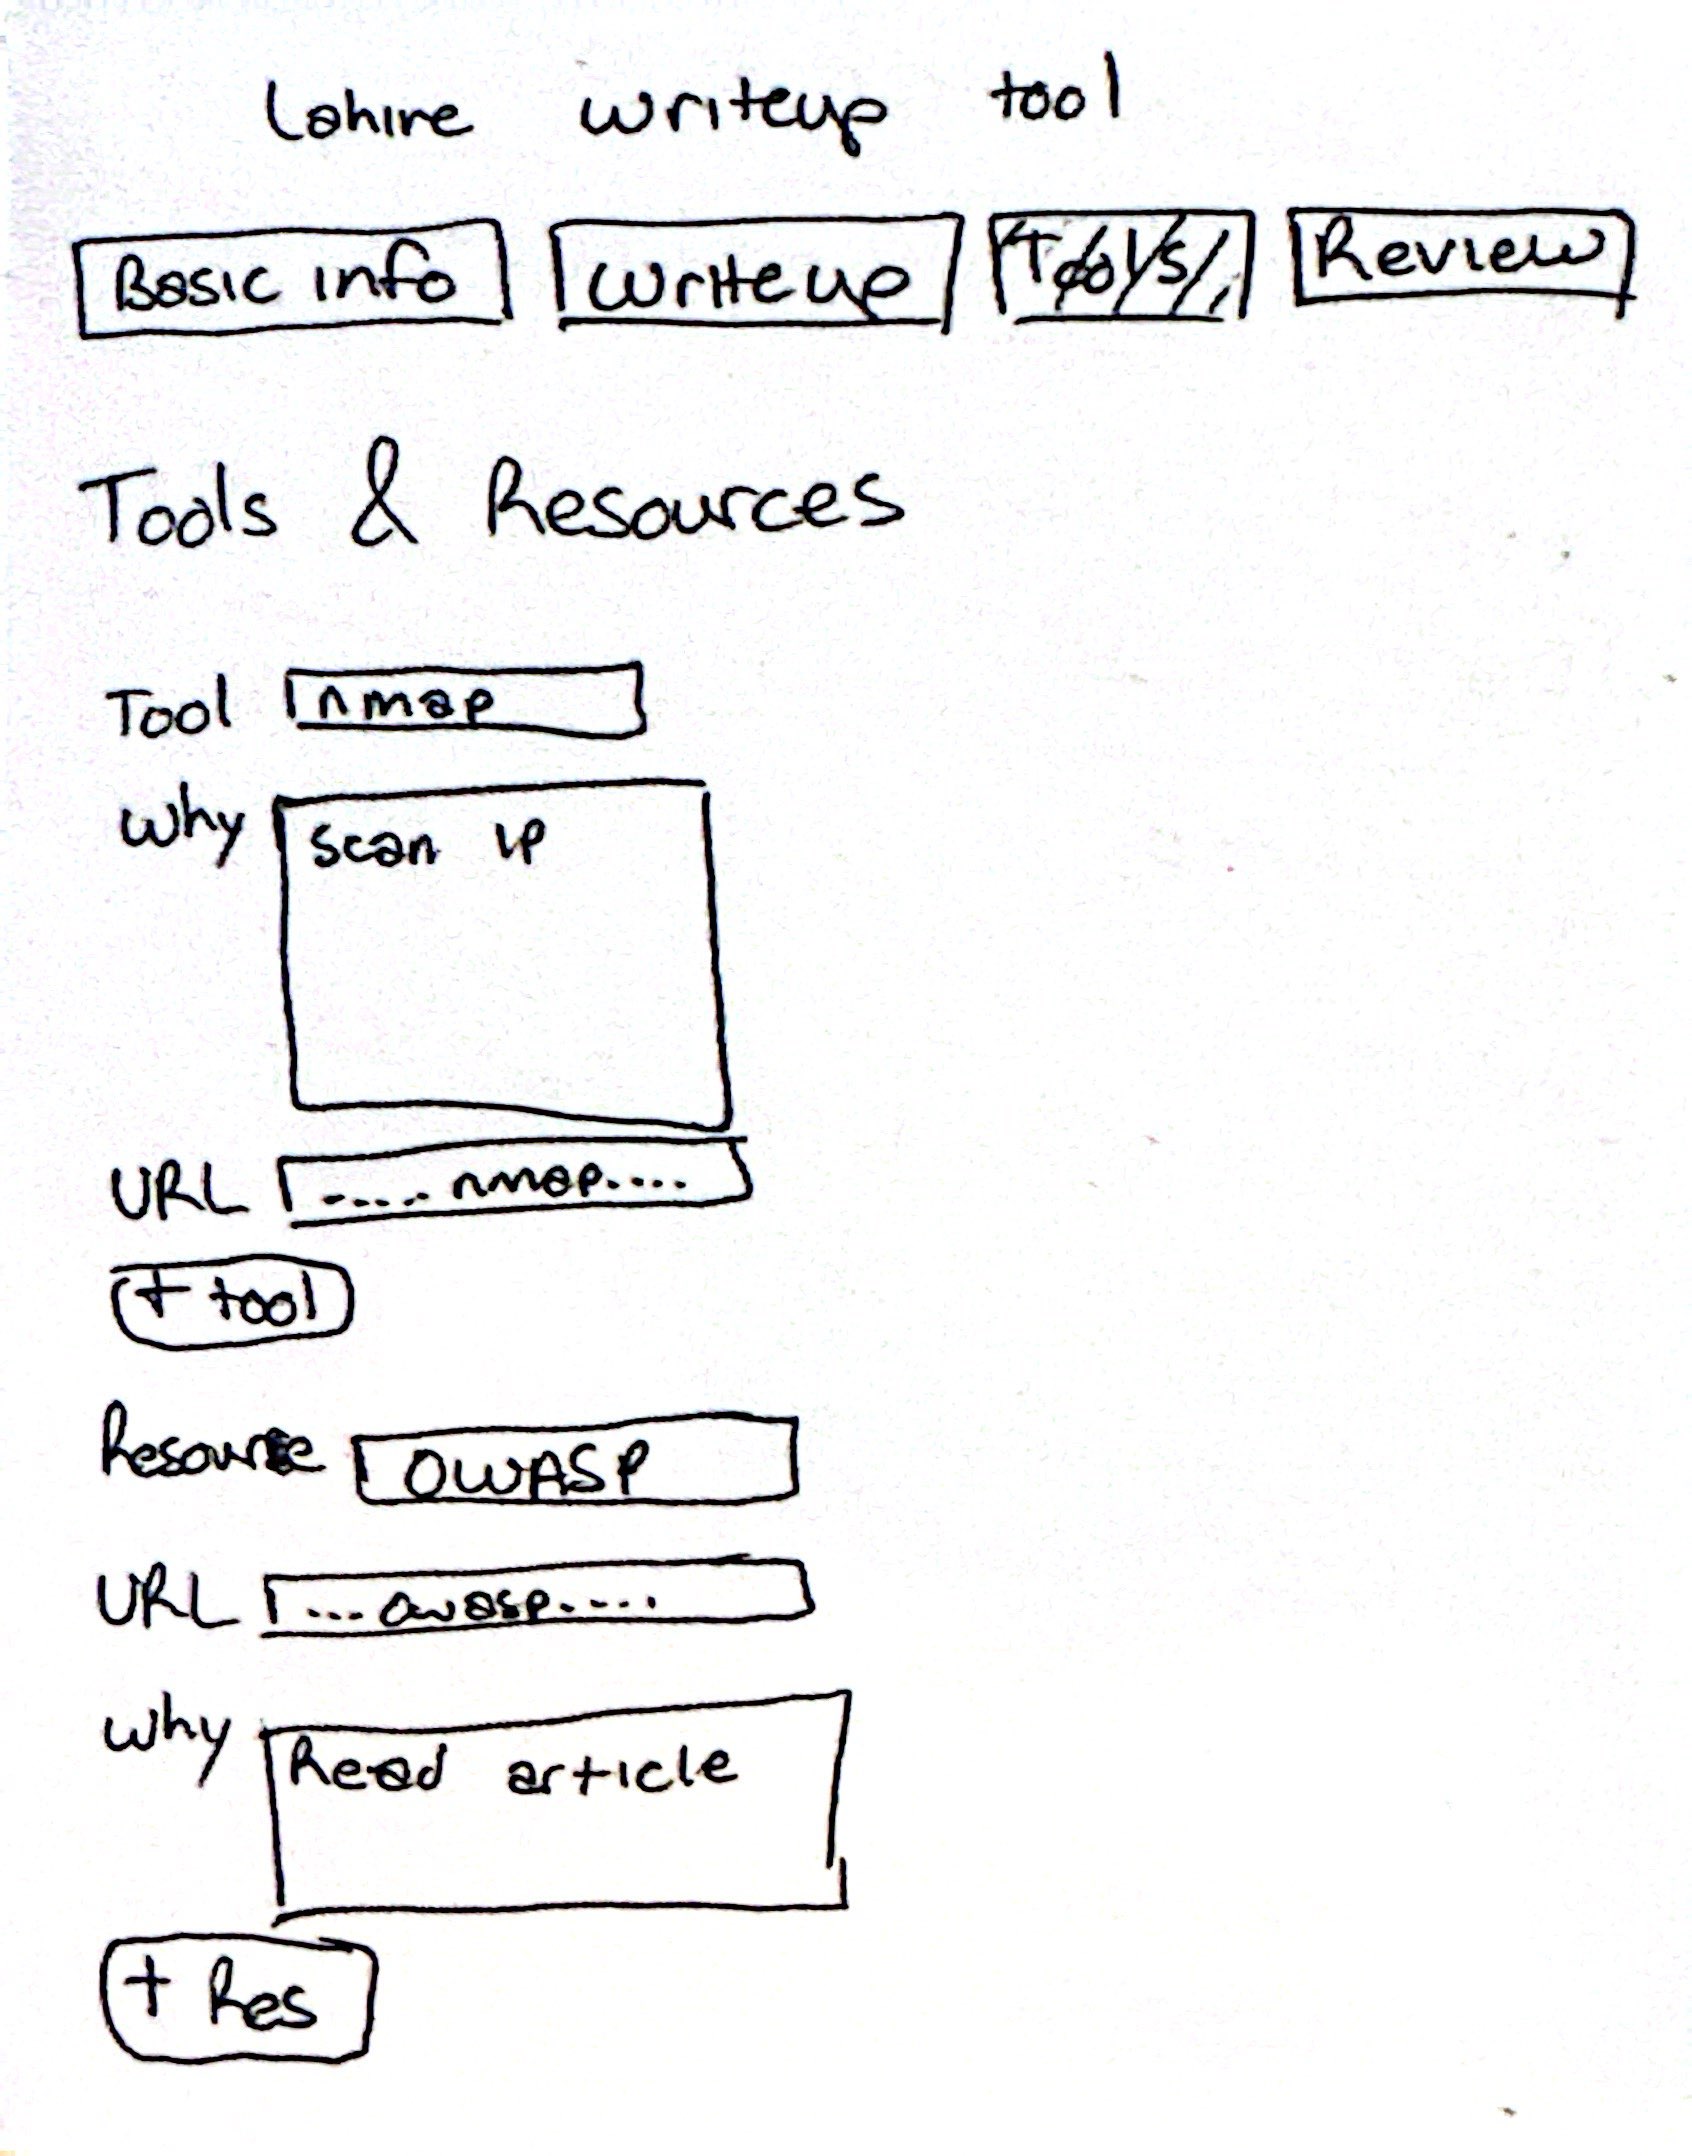 Lahire writeup tool
Basic info writeup Tools Review
Tools & Resources
Tool nmap
why scan ip
URL ..... nmap....
+ tool
Resource OWASP
URL ... owasp.....
why Read article
+ Res